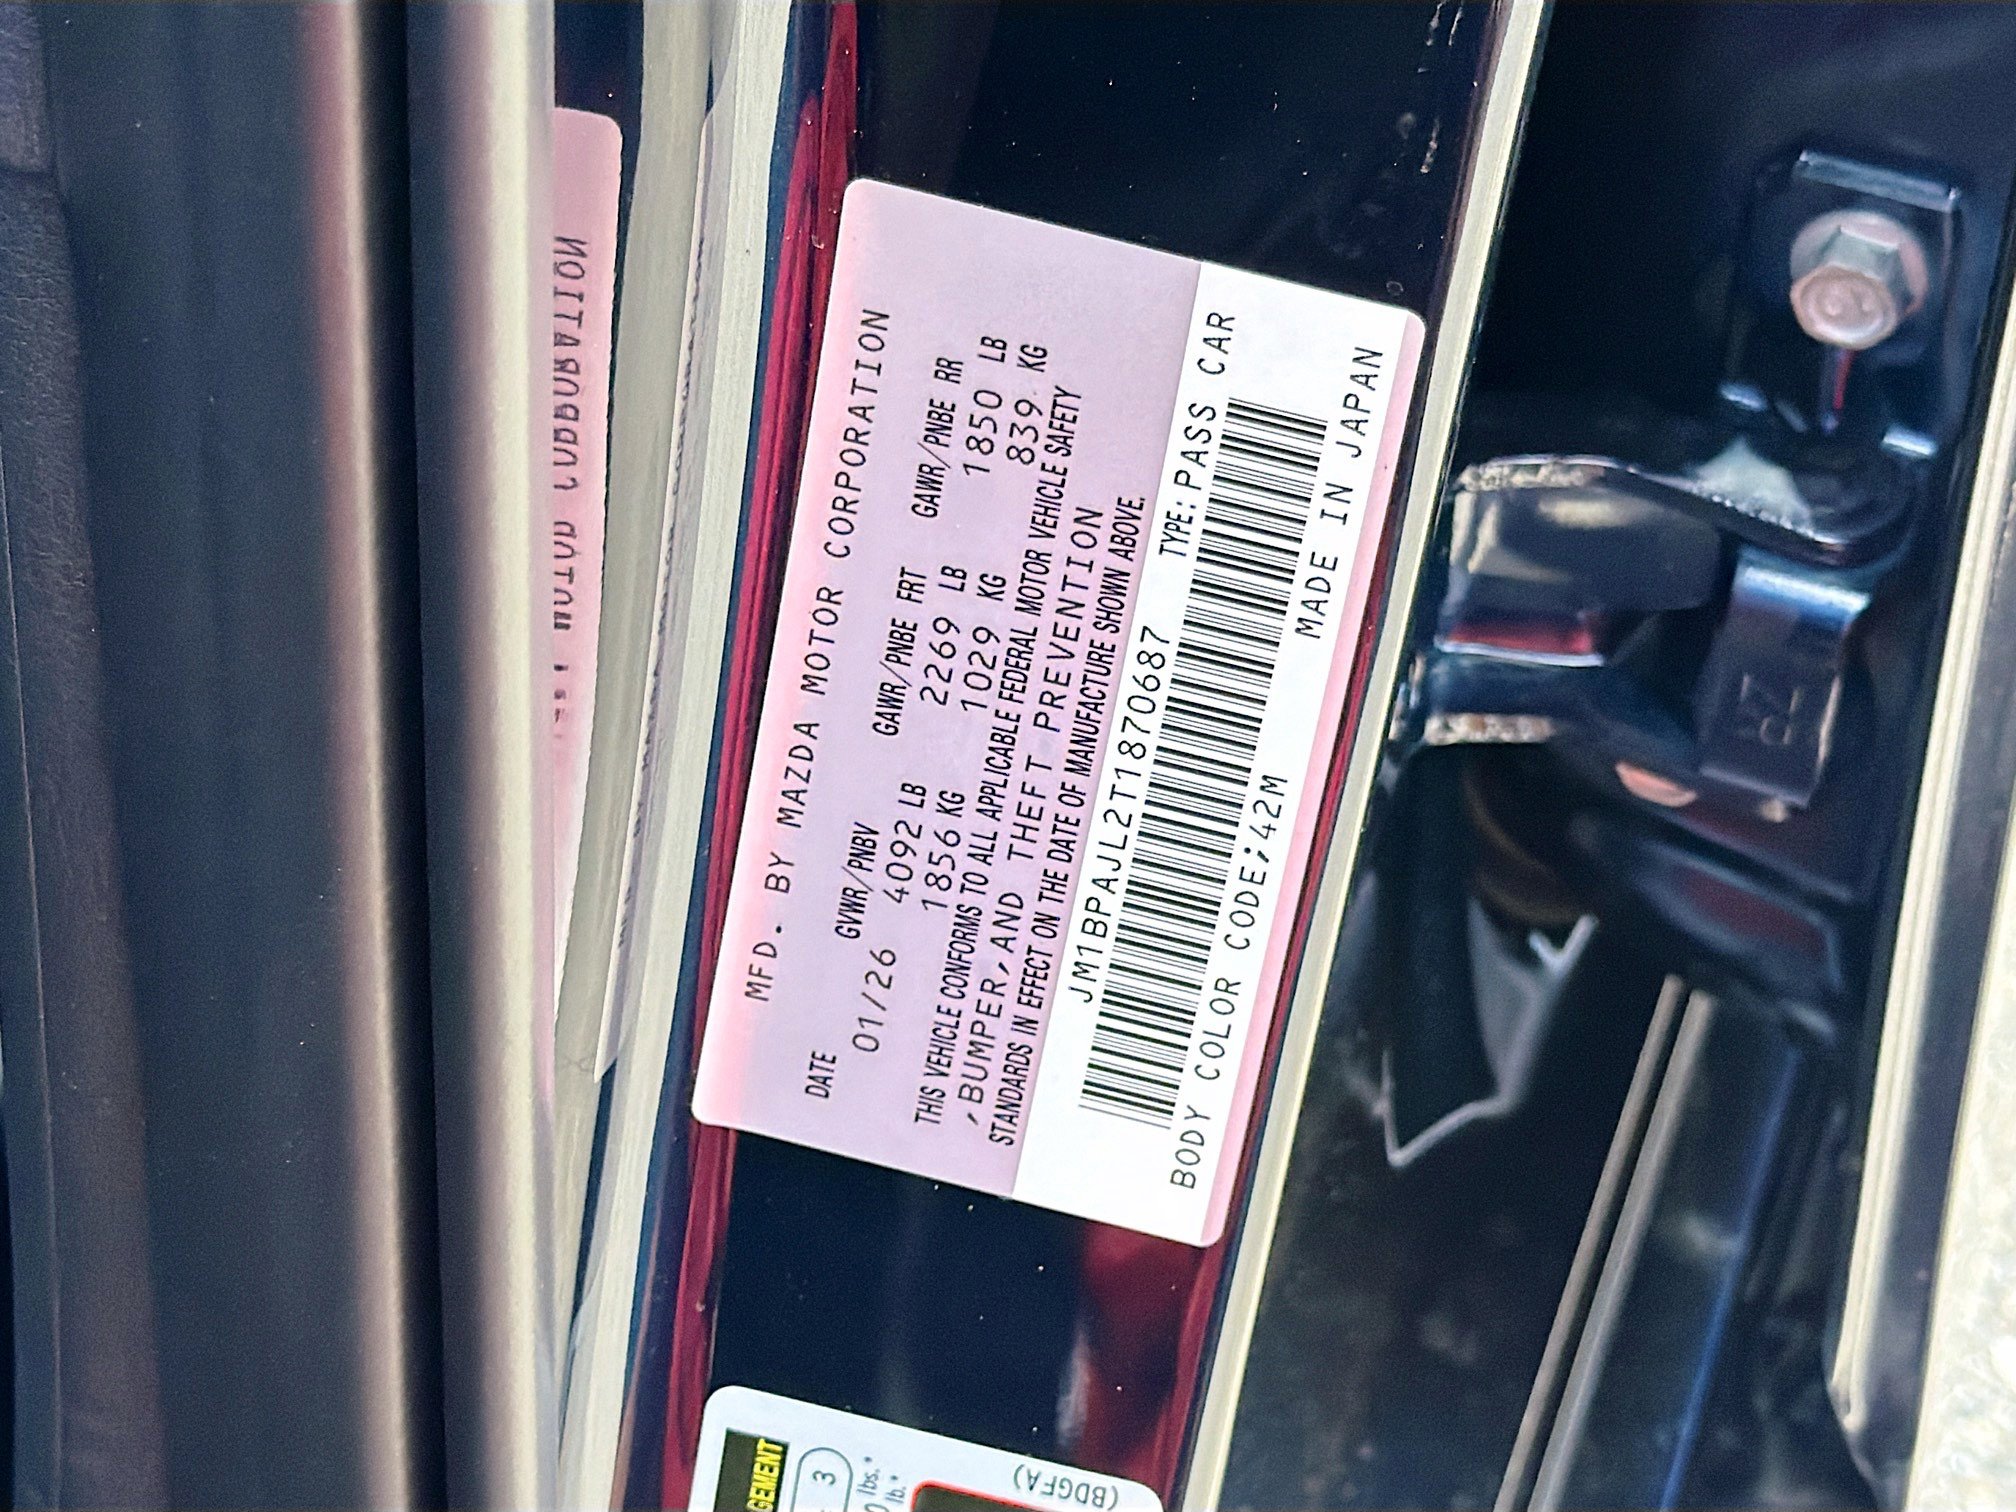 MFD. BY MAZDA MOTOR CORPORATION
DATE GVWR/PNBV GAWR/PNBE FRT GAWR/PNBE RR
01/26 4092 LB 2269 LB 1850 LB
1856 KG 1029 KG 839 KG
THIS VEHICLE CONFORMS TO ALL APPLICABLE FEDERAL MOTOR VEHICLE SAFETY
,BUMPER,AND THEFT PREVENTION
STANDARDS IN EFFECT ON THE DATE OF MANUFACTURE SHOWN ABOVE.
JM1BPAJL2T1870687 TYPE:PASS CAR
BODY COLOR CODE:42M MADE IN JAPAN
3
lbs.*
lb.*
(BDGFA)